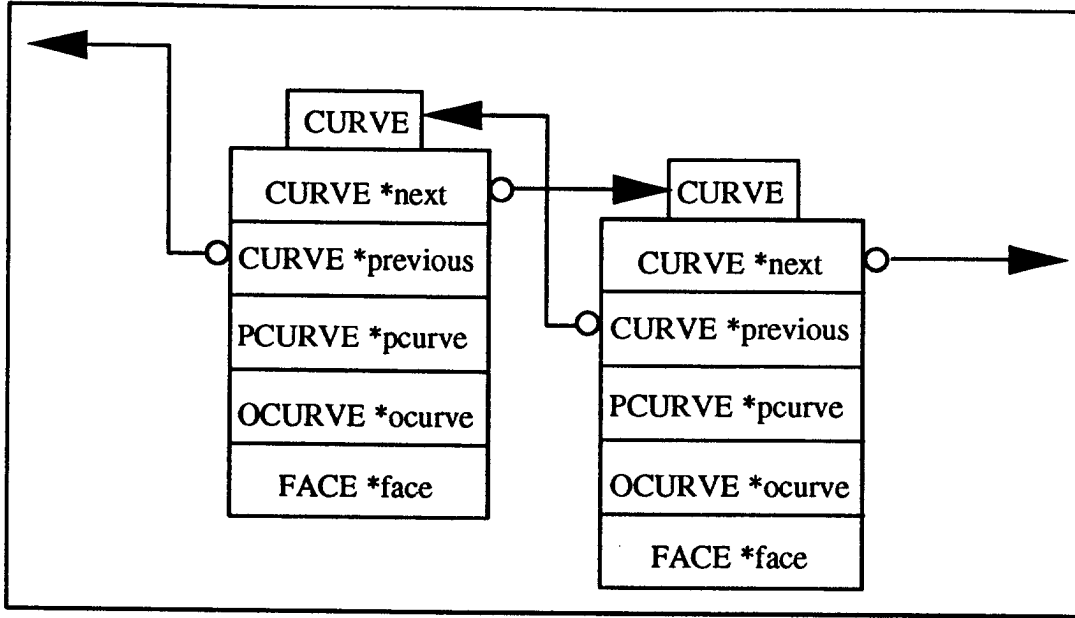 CURVE
CURVE *next
CURVE *previous
PCURVE *pcurve
OCURVE *ocurve
FACE *face
CURVE
CURVE *next
CURVE *previous
PCURVE *pcurve
OCURVE *ocurve
FACE *face